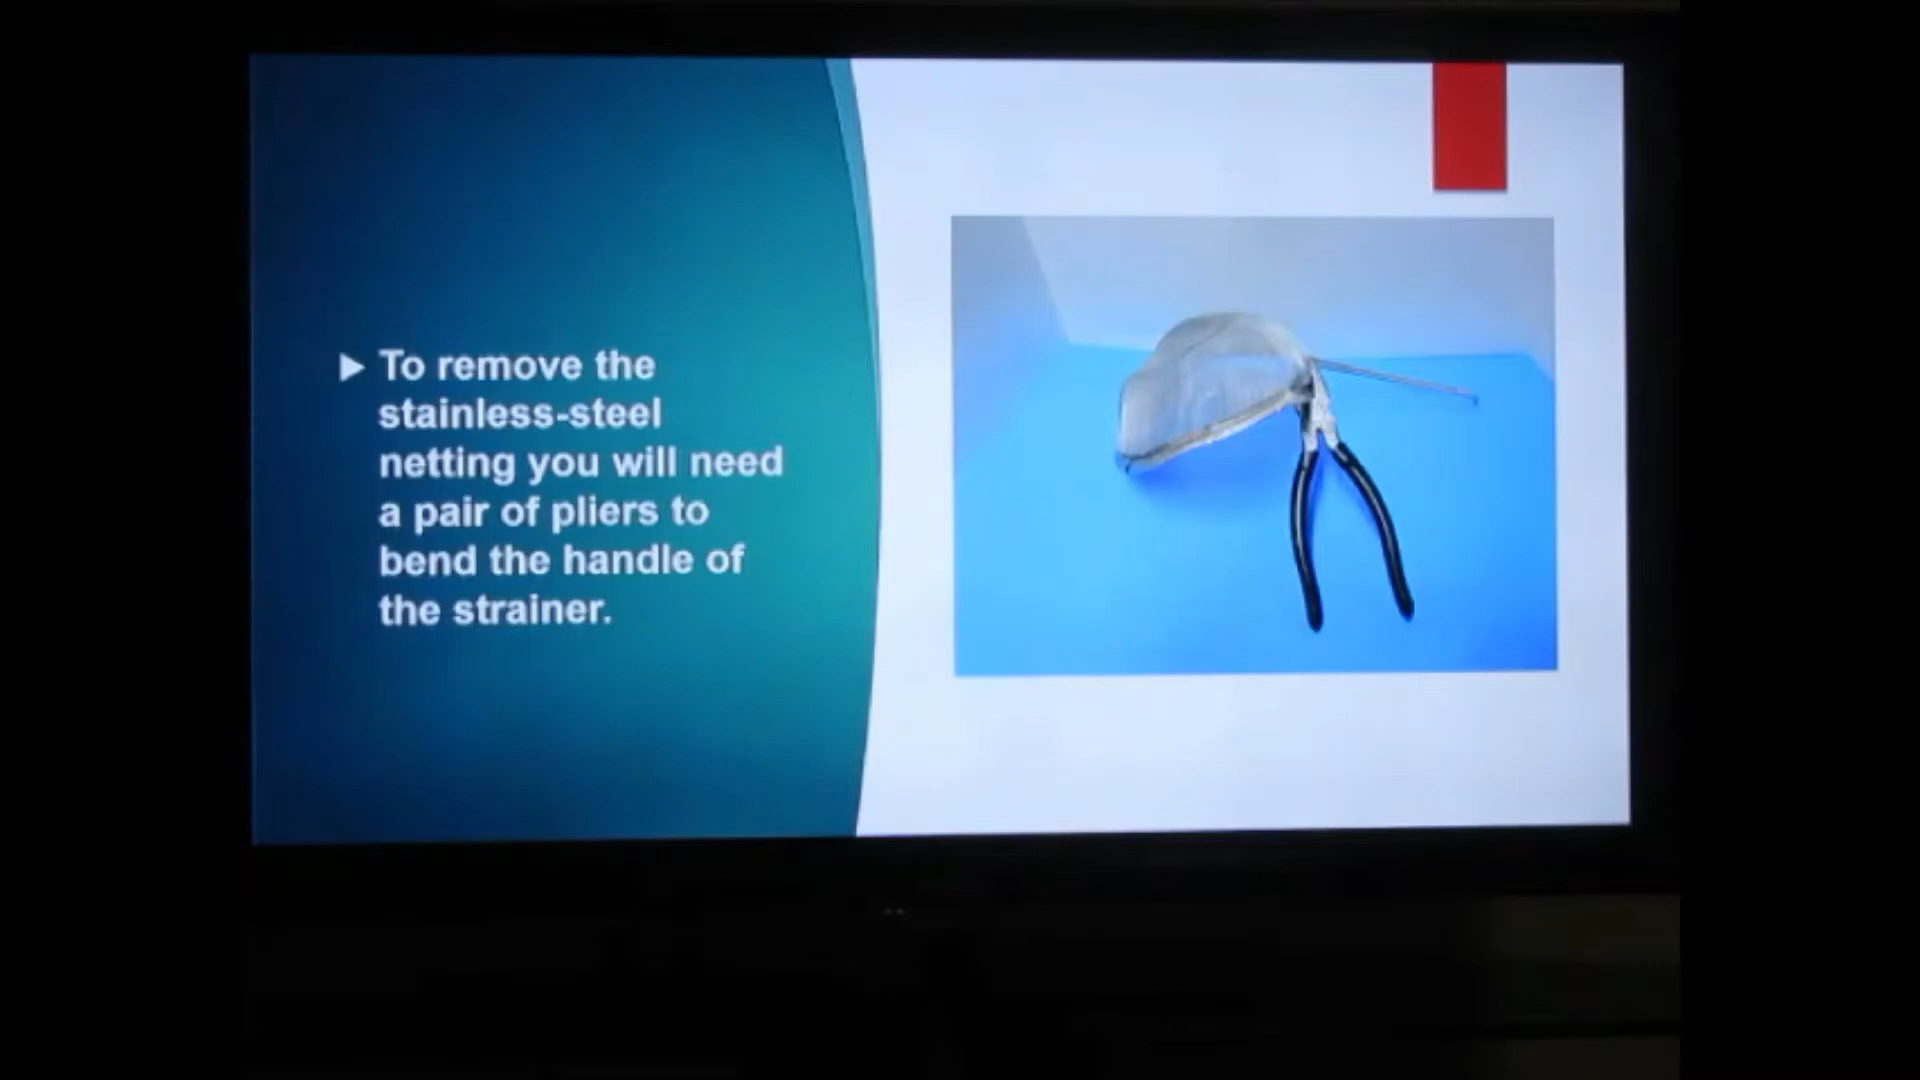 To remove the
stainless-steel
netting you will need
a pair of pliers to
bend the handle of
the strainer.